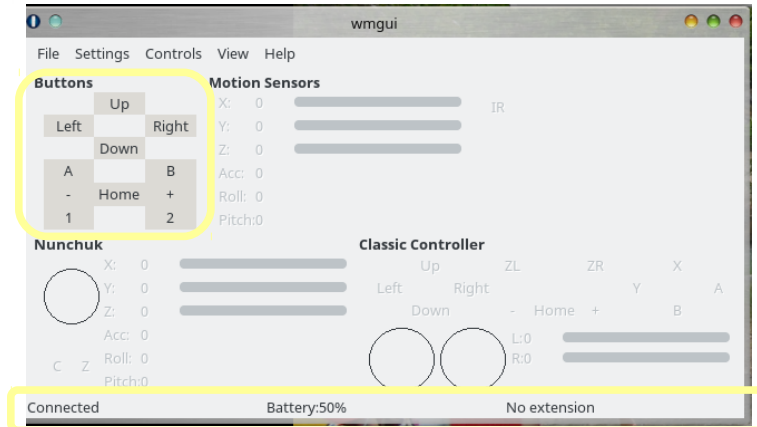 wmgui
File Settings Controls View Help
Buttons
Up
Left Right
Down
A B
- Home +
1 2
Motion Sensors
X: 0
Y: 0
Z: 0
Acc: 0
Roll: 0
Pitch:0
IR
Nunchuk
X: 0
Y: 0
Z: 0
Acc: 0
C Z Roll: 0
Pitch:0
Classic Controller
Up ZL ZR X
Left Right Y A
Down - Home + B
L:0
R:0
Connected Battery:50% No extension